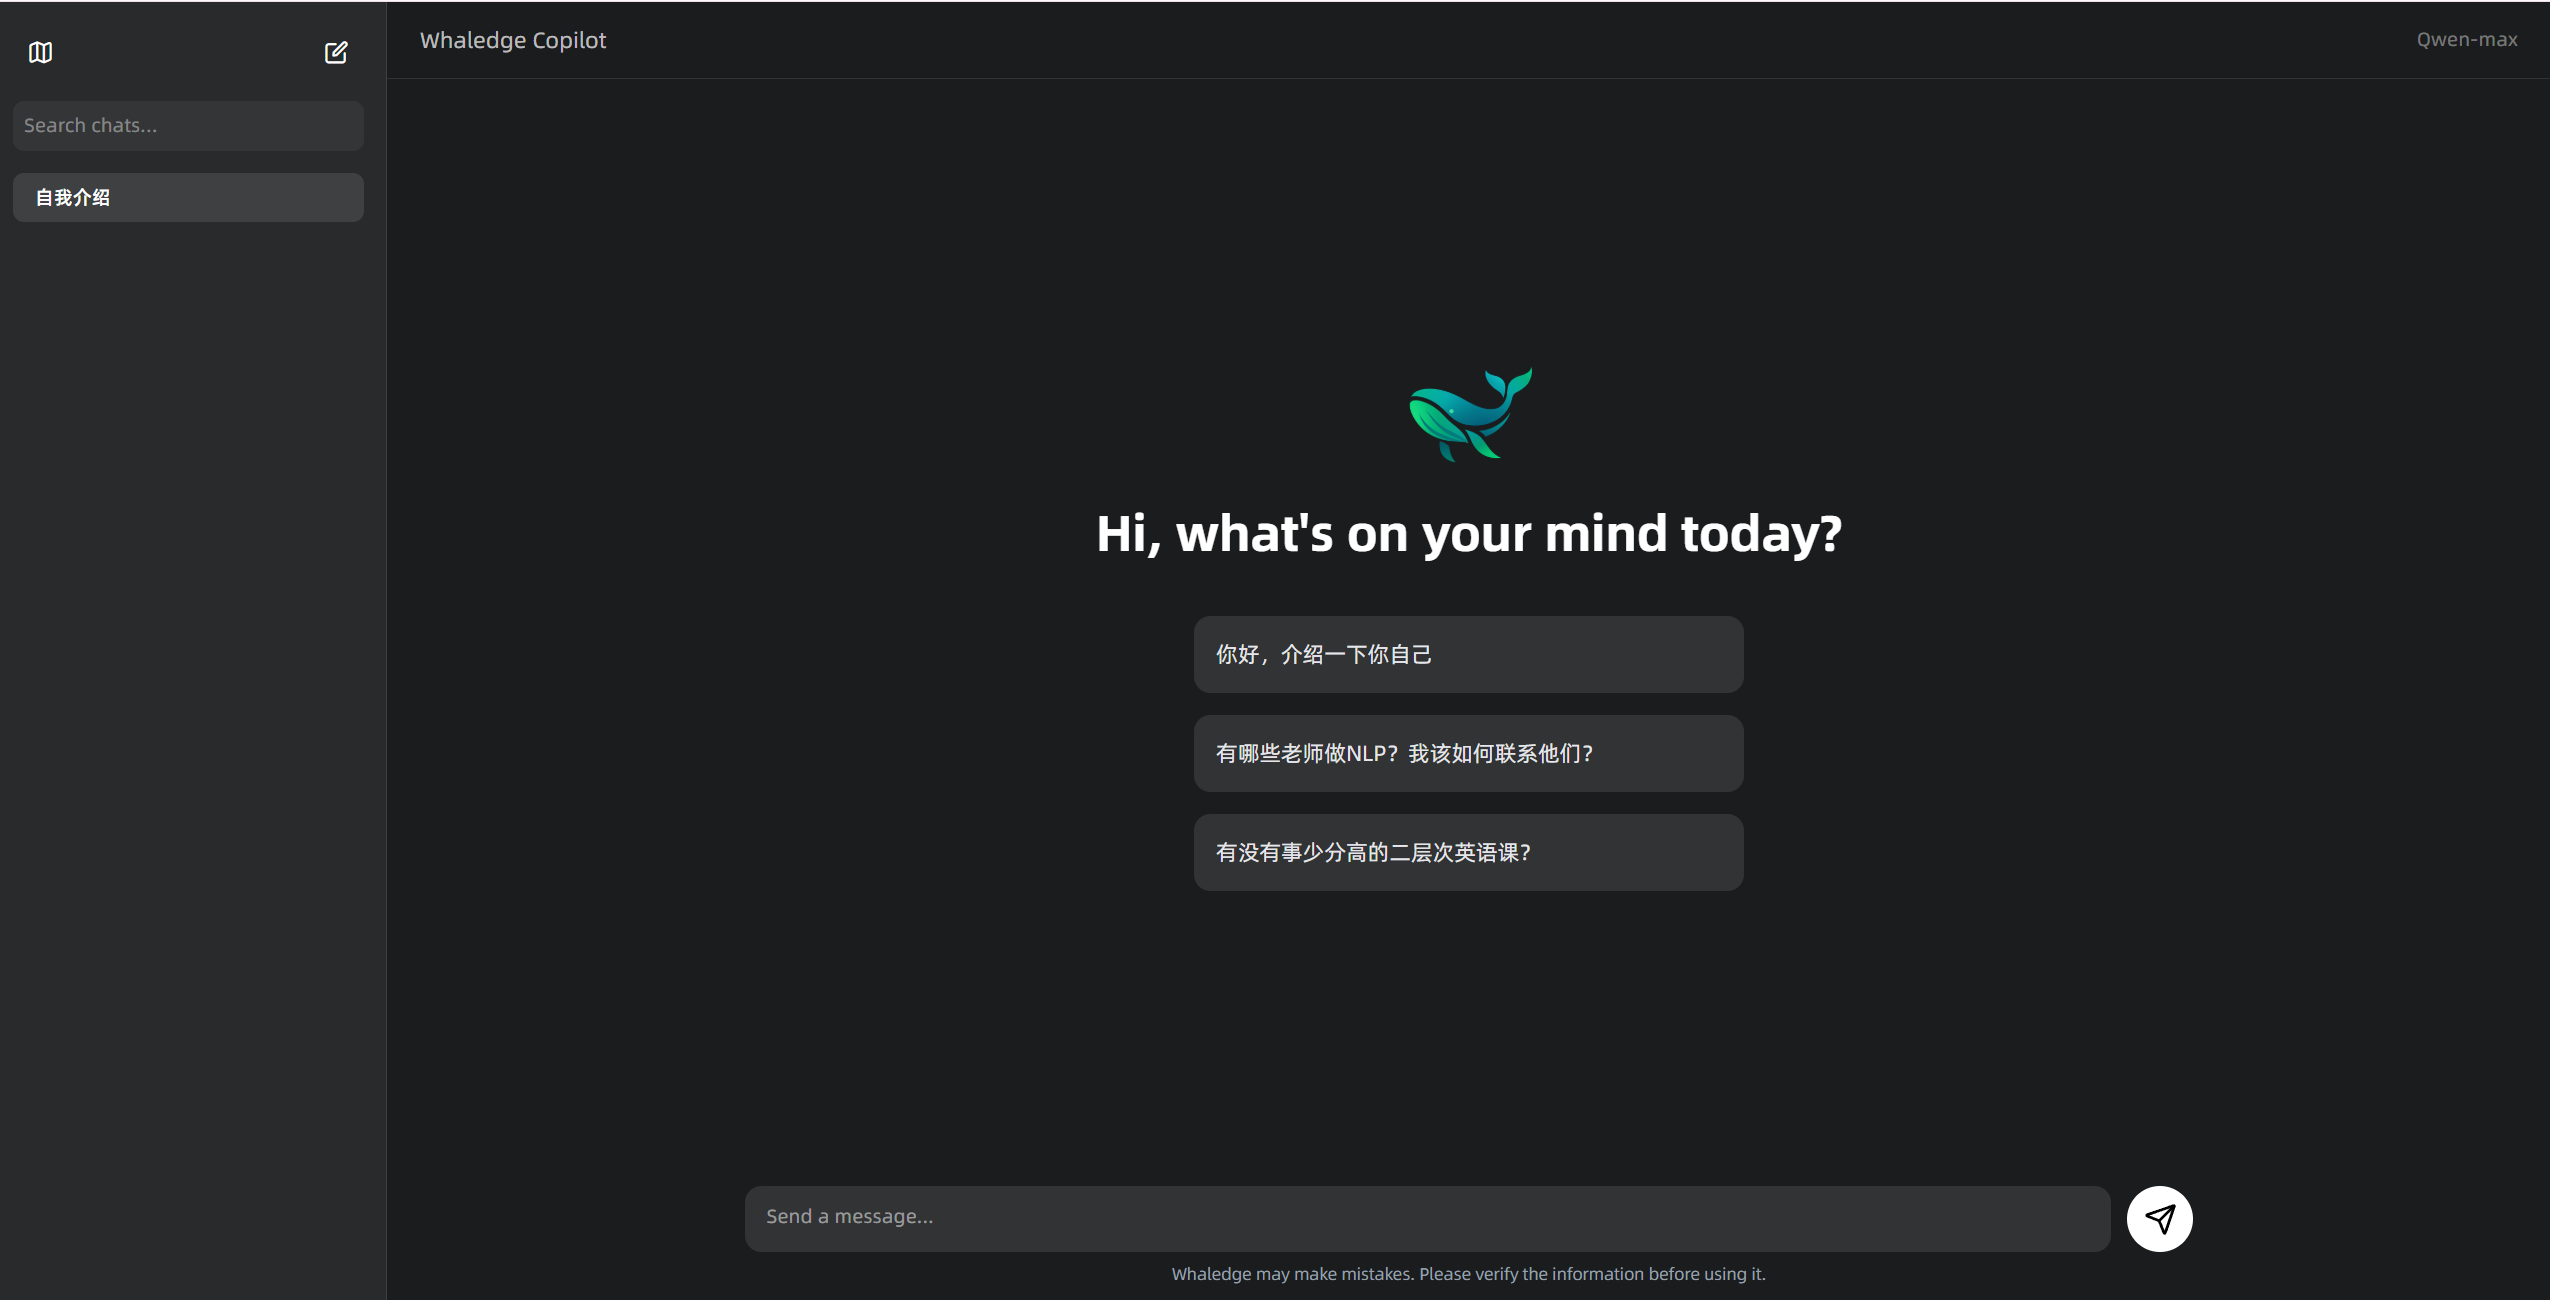 Whaledge Copilot
Qwen-max
Search chats...
自我介绍
Hi, what's on your mind today?
你好，介绍一下你自己
有哪些老师做NLP？我该如何联系他们？
有没有事少分高的二层次英语课？
Send a message...
Whaledge may make mistakes. Please verify the information before using it.